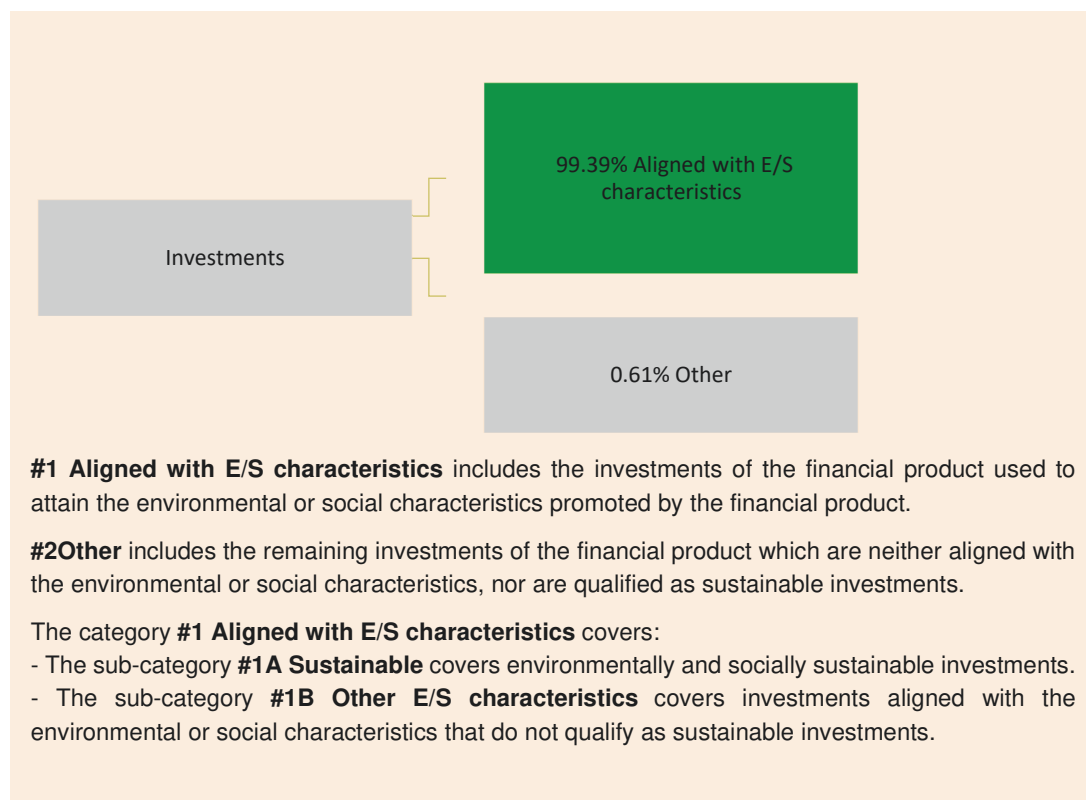 99.39% Aligned with E/S
characteristics
Investments
0.61% Other
#1 Aligned with E/S characteristics includes the investments of the financial product used to
attain the environmental or social characteristics promoted by the financial product.
#2Other includes the remaining investments of the financial product which are neither aligned with
the environmental or social characteristics, nor are qualified as sustainable investments.
The category #1 Aligned with E/S characteristics covers:
- The sub-category #1A Sustainable covers environmentally and socially sustainable investments.
- The sub-category #1B Other E/S characteristics covers investments aligned with the
environmental or social characteristics that do not qualify as sustainable investments.